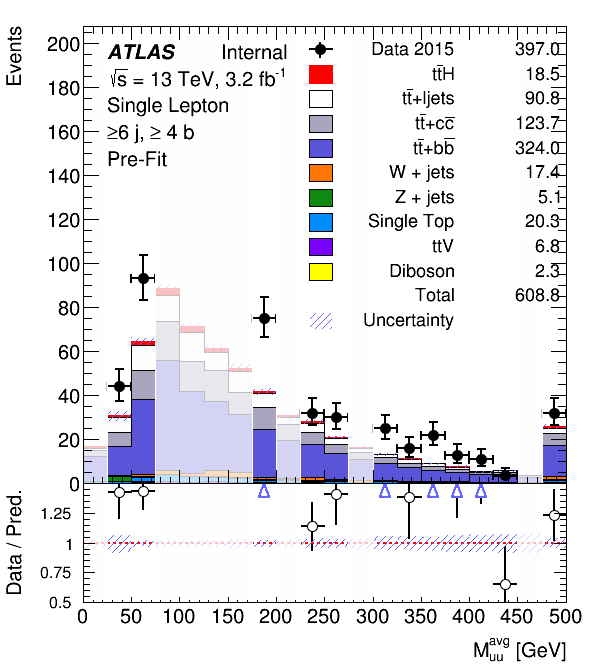 Events
200
180
160
140
120
100
80
60
40
20
0
ATLAS Internal
√s = 13 TeV, 3.2 fb⁻¹
Single Lepton
≥6 j, ≥ 4 b
Pre-Fit
Data 2015 397.0
tt̄H 18.5
tt̄+ljets 90.8
tt̄+cc̄ 123.7
tt̄+bb̄ 324.0
W + jets 17.4
Z + jets 5.1
Single Top 20.3
ttV 6.8
Diboson 2.3
Total 608.8
Uncertainty
Data / Pred.
1.25
1
0.75
0.5
0 50 100 150 200 250 300 350 400 450 500
M_uu^avg [GeV]